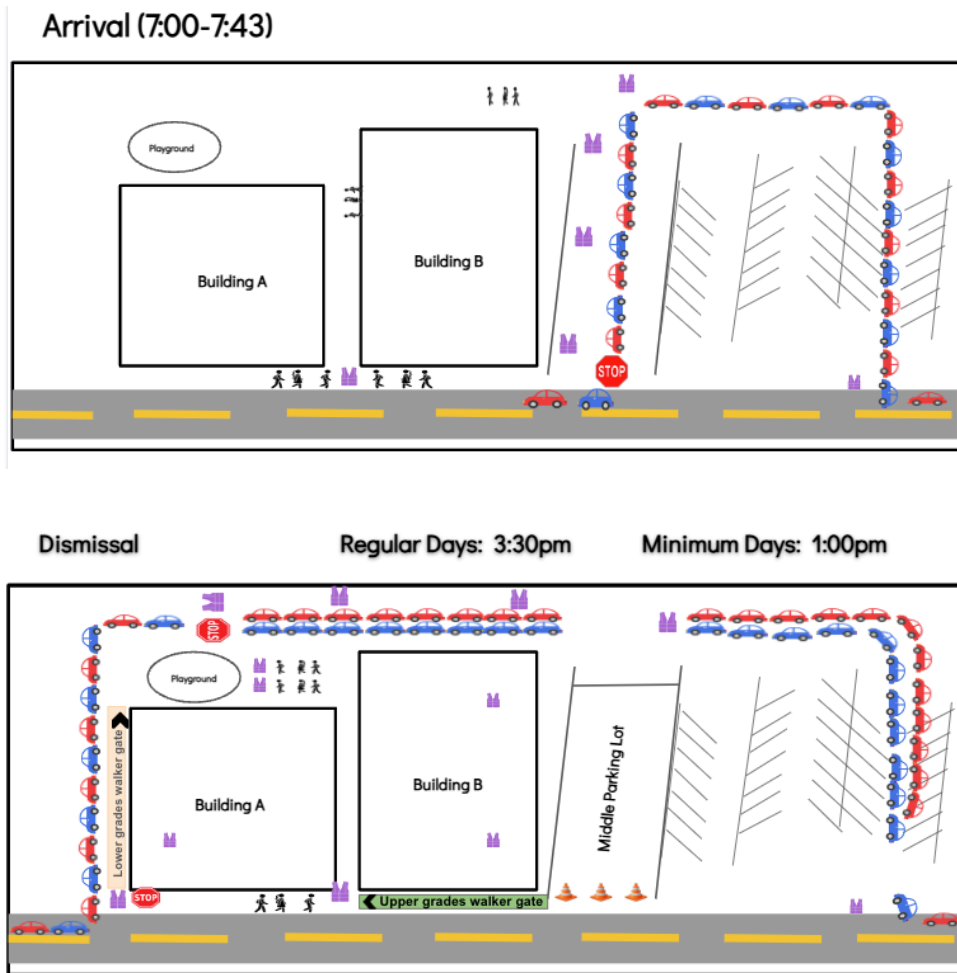 Arrival (7:00-7:43)
Playground
Building A
Building B
STOP
Dismissal
Regular Days: 3:30pm
Minimum Days: 1:00pm
STOP
Playground
Lower grades walker gate
Building A
Building B
Middle Parking Lot
STOP
Upper grades walker gate